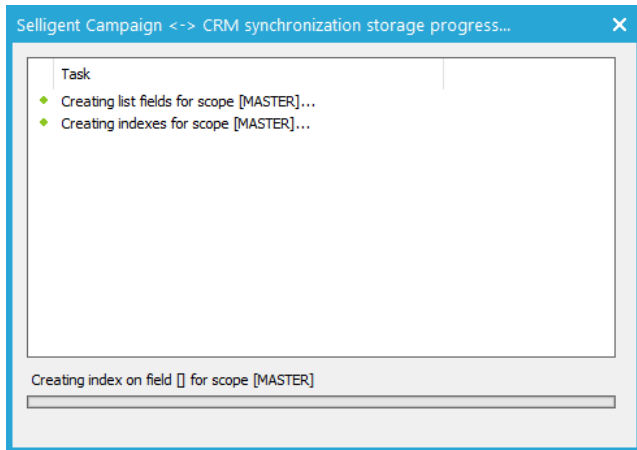 Selligent Campaign <-> CRM synchronization storage progress...
Task
Creating list fields for scope [MASTER]...
Creating indexes for scope [MASTER]...
Creating index on field [] for scope [MASTER]